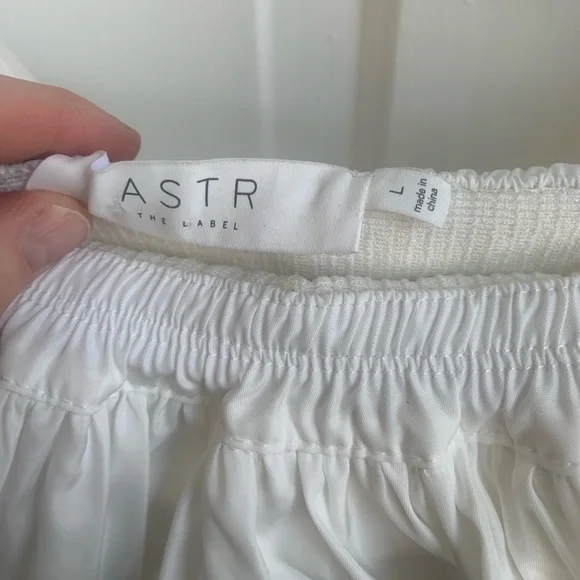 ASTR
THE LABEL
L
made in
china